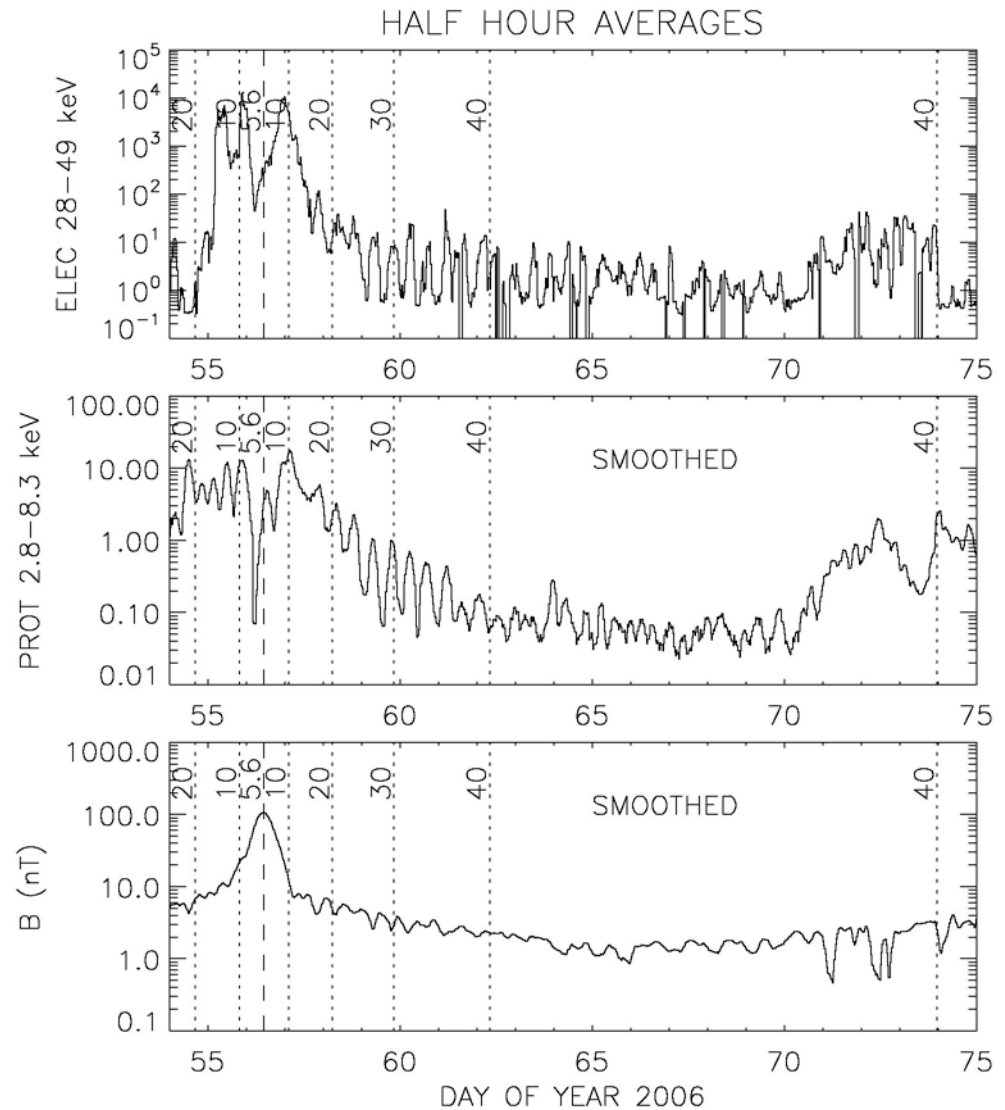 HALF HOUR AVERAGES
ELEC 28−49 keV
10^5
10^4
10^3
10^2
10^1
10^0
10^−1
20 10 5.6 10 20 30 40 40
55 60 65 70 75
PROT 2.8−8.3 keV
100.00
10.00
1.00
0.10
0.01
20 10 5.6 10 20 30 40 40
SMOOTHED
55 60 65 70 75
B (nT)
1000.0
100.0
10.0
1.0
0.1
20 10 5.6 10 20 30 40 40
SMOOTHED
55 60 65 70 75
DAY OF YEAR 2006